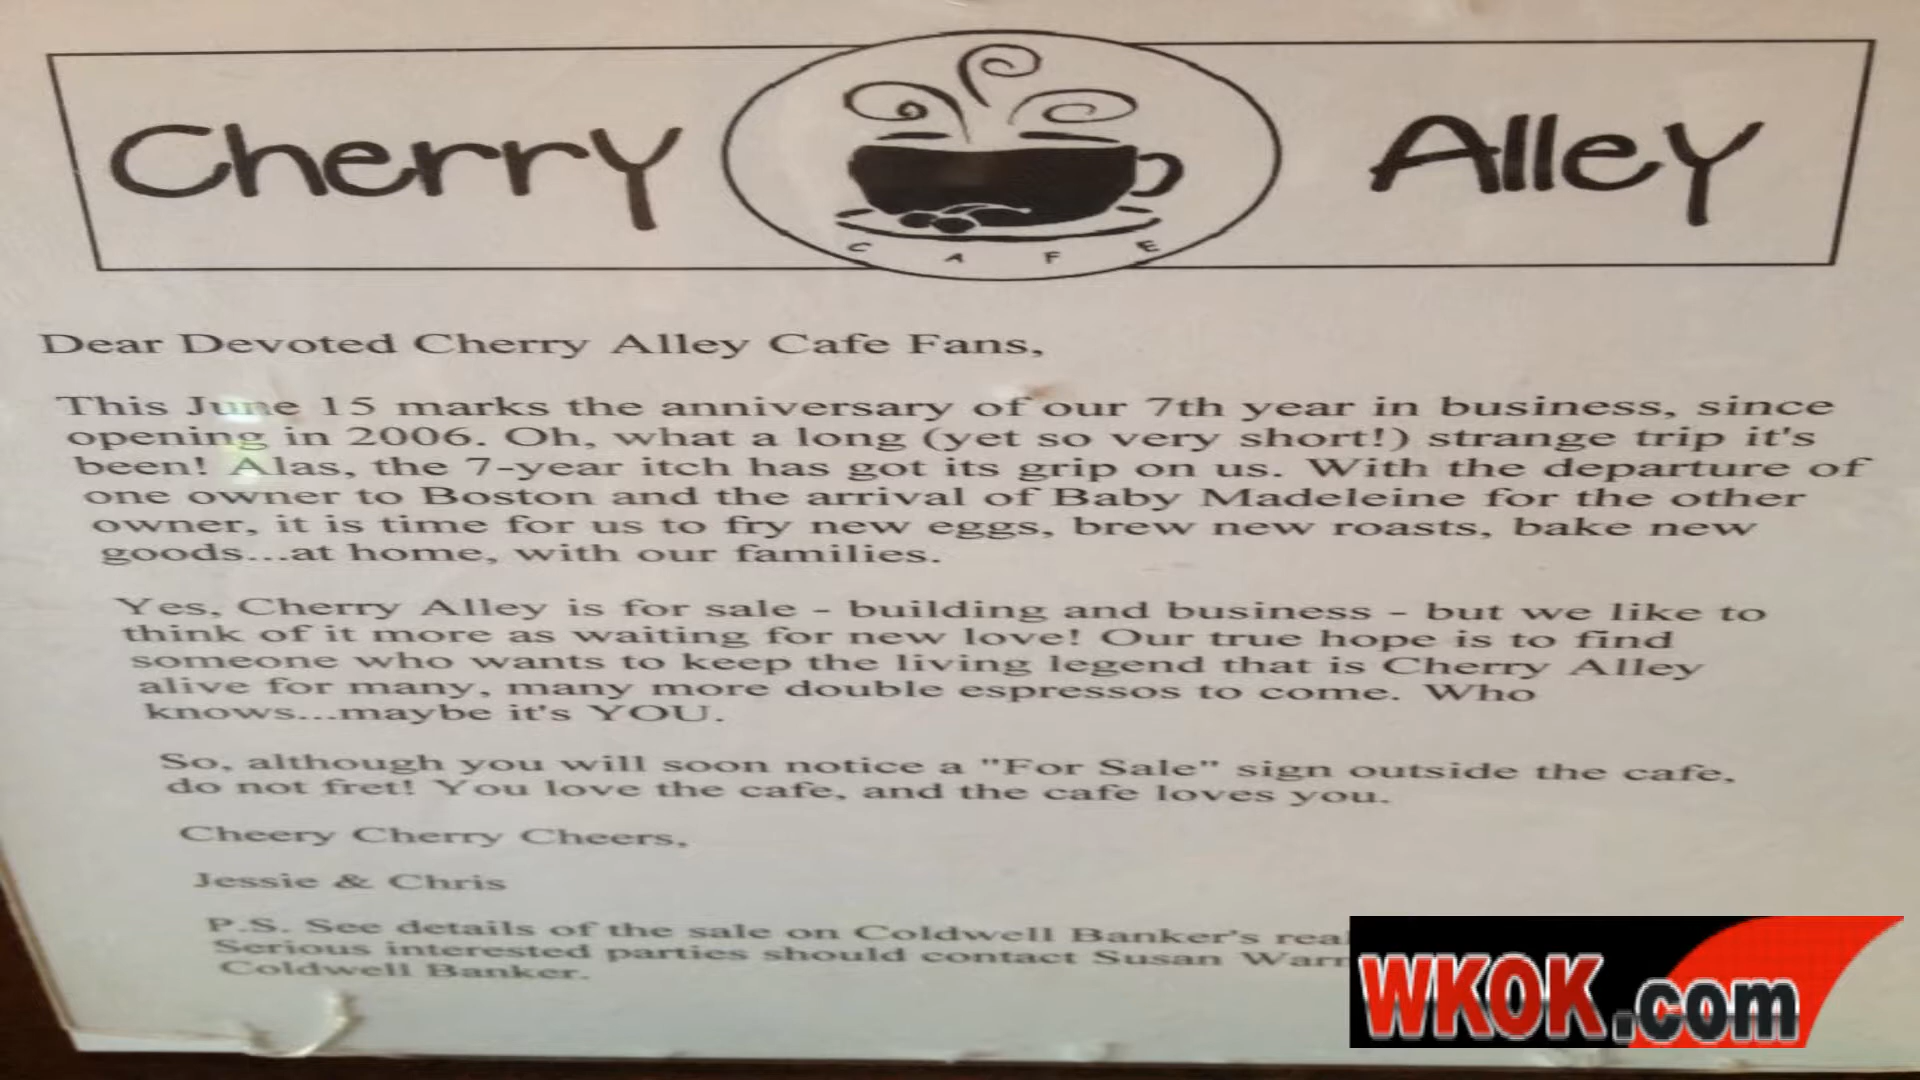 Cherry Alley
CAFE
Dear Devoted Cherry Alley Cafe Fans,
This June 15 marks the anniversary of our 7th year in business, since
opening in 2006. Oh, what a long (yet so very short!) strange trip it's
been! Alas, the 7-year itch has got its grip on us. With the departure of
one owner to Boston and the arrival of Baby Madeleine for the other
owner, it is time for us to fry new eggs, brew new roasts, bake new
goods...at home, with our families.
Yes, Cherry Alley is for sale - building and business - but we like to
think of it more as waiting for new love! Our true hope is to find
someone who wants to keep the living legend that is Cherry Alley
alive for many, many more double espressos to come. Who
knows...maybe it's YOU.
So, although you will soon notice a "For Sale" sign outside the cafe,
do not fret! You love the cafe, and the cafe loves you.
Cheery Cherry Cheers,
Jessie & Chris
P.S. See details of the sale on Coldwell Banker's
Serious interested parties should contact Susan
Coldwell Banker.
WKOK.com